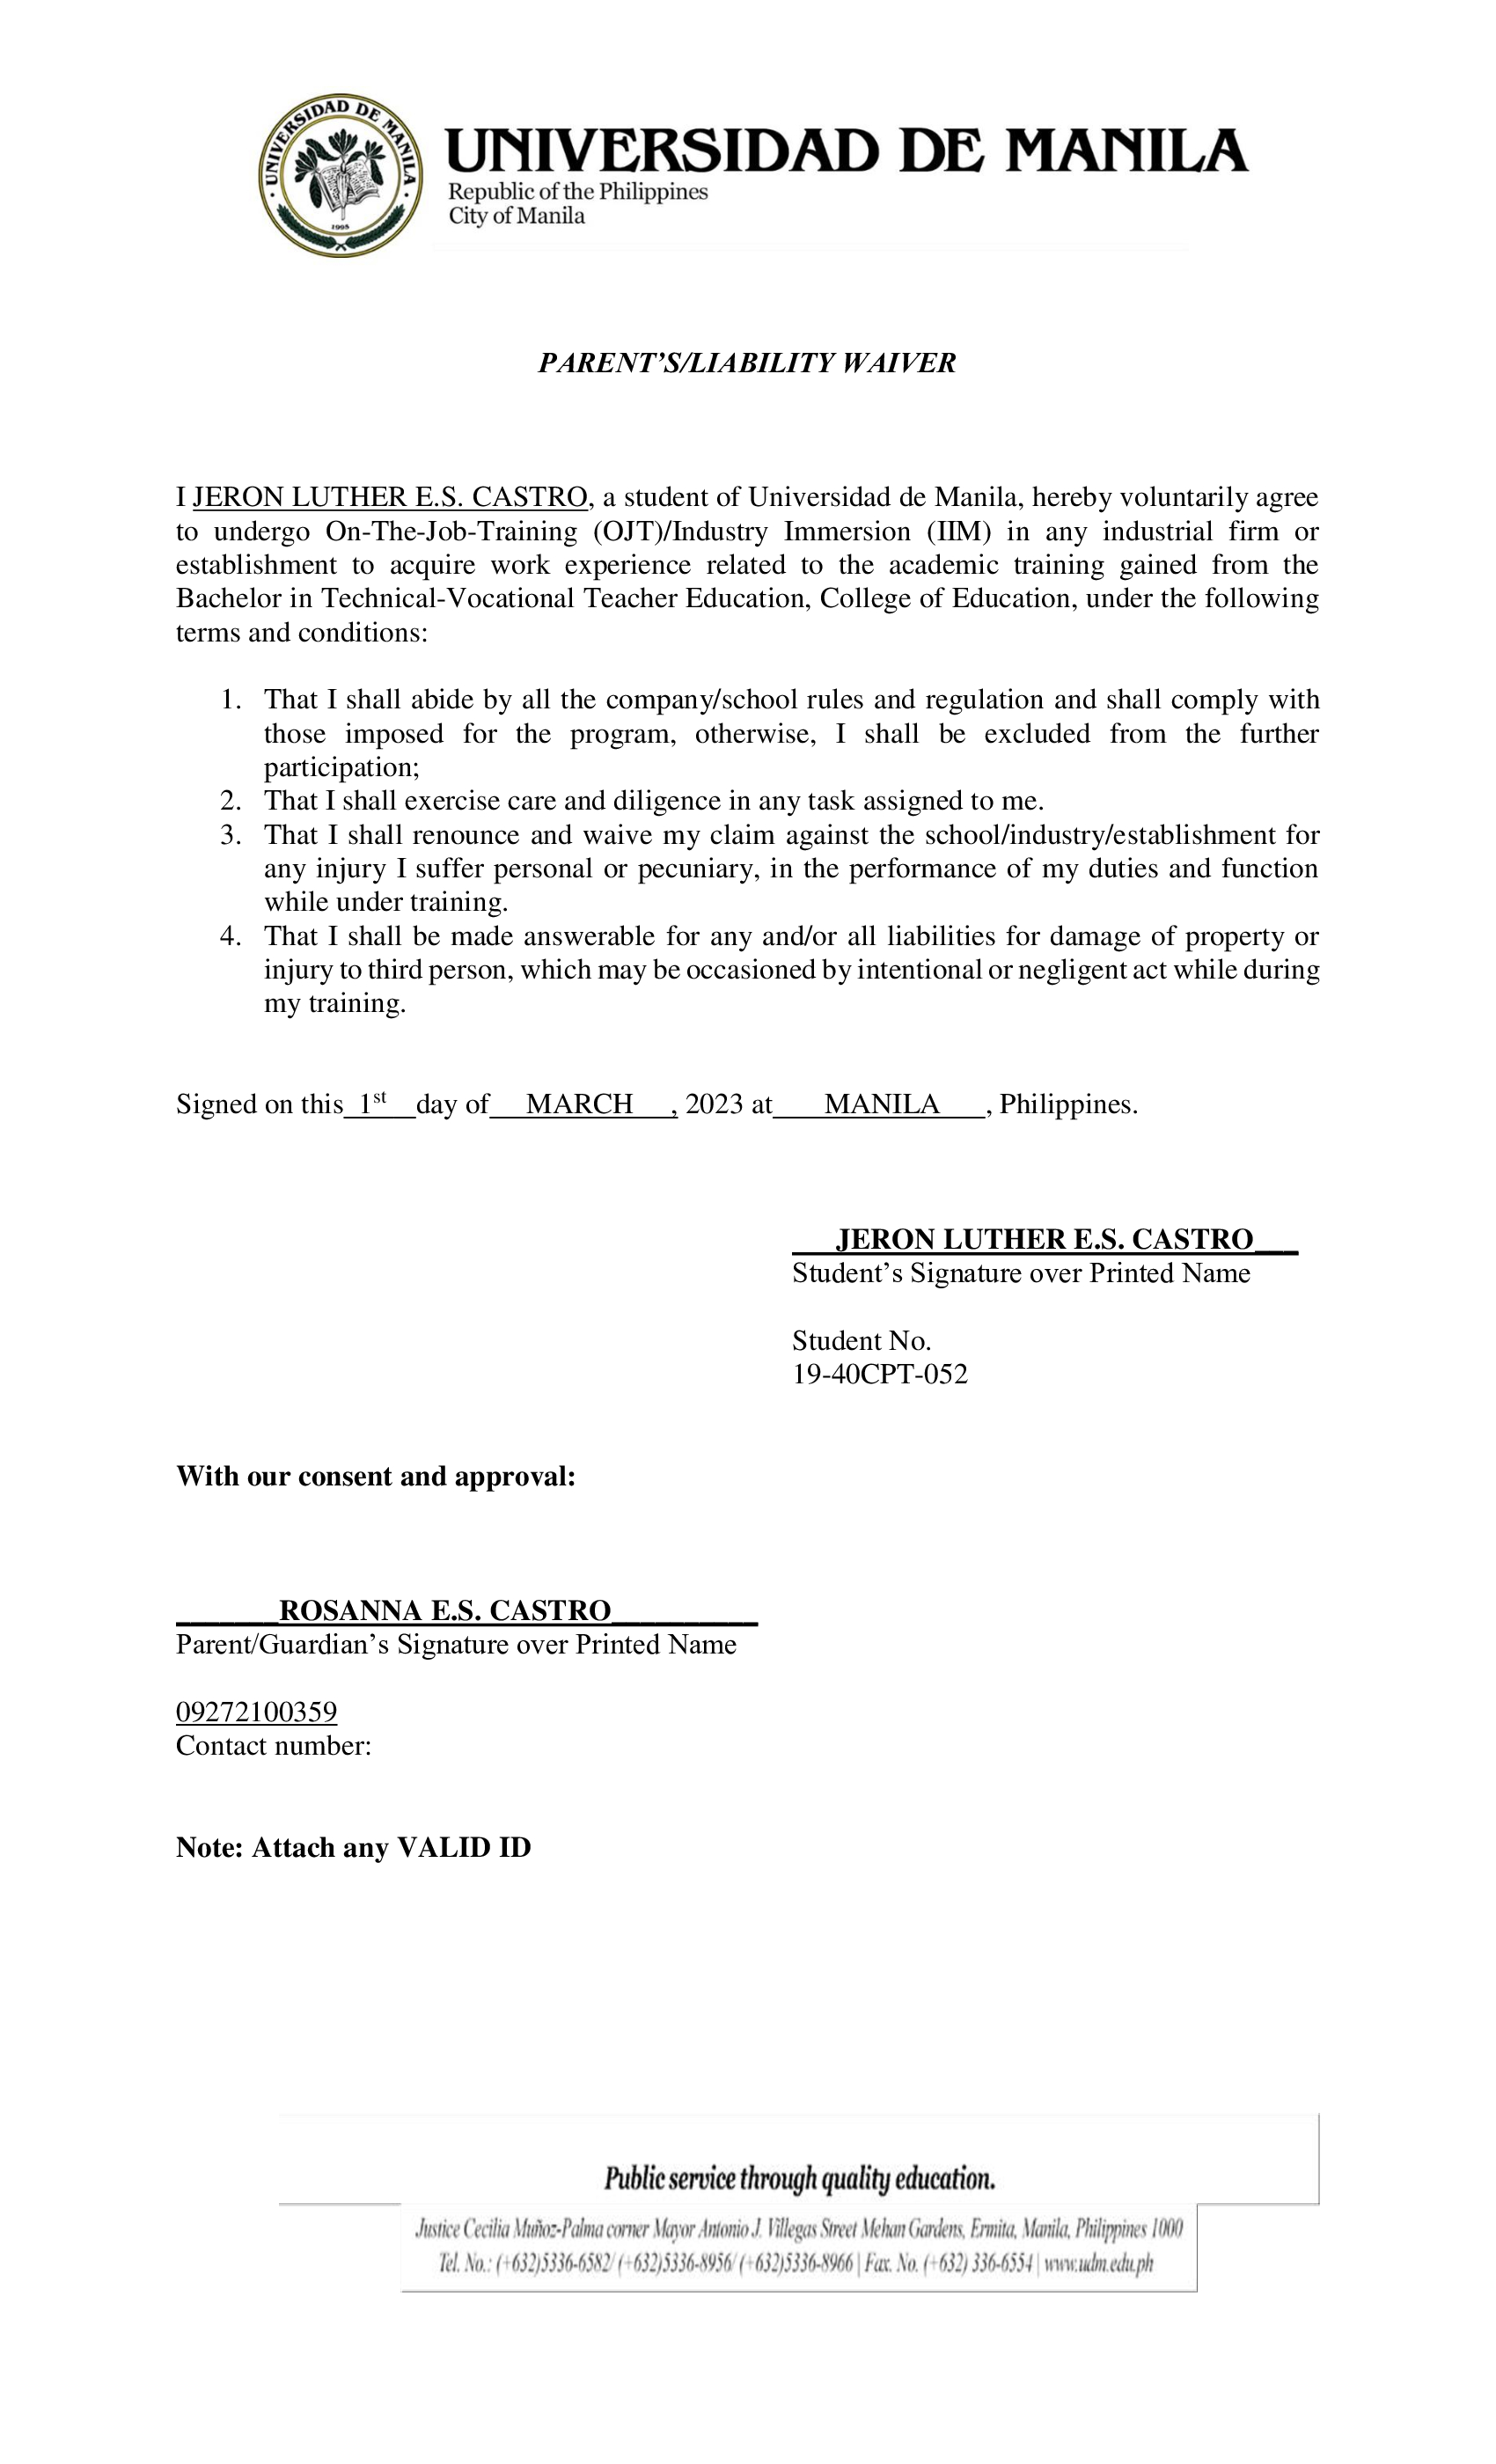 UNIVERSIDAD DE MANILA
1995
UNIVERSIDAD DE MANILA
Republic of the Philippines
City of Manila
PARENT’S/LIABILITY WAIVER
I JERON LUTHER E.S. CASTRO, a student of Universidad de Manila, hereby voluntarily agree
to undergo On-The-Job-Training (OJT)/Industry Immersion (IIM) in any industrial firm or
establishment to acquire work experience related to the academic training gained from the
Bachelor in Technical-Vocational Teacher Education, College of Education, under the following
terms and conditions:
1. That I shall abide by all the company/school rules and regulation and shall comply with
those imposed for the program, otherwise, I shall be excluded from the further
participation;
2. That I shall exercise care and diligence in any task assigned to me.
3. That I shall renounce and waive my claim against the school/industry/establishment for
any injury I suffer personal or pecuniary, in the performance of my duties and function
while under training.
4. That I shall be made answerable for any and/or all liabilities for damage of property or
injury to third person, which may be occasioned by intentional or negligent act while during
my training.
Signed on this 1st day of MARCH , 2023 at MANILA , Philippines.
JERON LUTHER E.S. CASTRO
Student’s Signature over Printed Name
Student No.
19-40CPT-052
With our consent and approval:
ROSANNA E.S. CASTRO
Parent/Guardian’s Signature over Printed Name
09272100359
Contact number:
Note: Attach any VALID ID
Public service through quality education.
Justice Cecilia Muñoz-Palma corner Mayor Antonio J. Villegas Street Mehan Gardens, Ermita, Manila, Philippines 1000
Tel. No.: (+632)5336-6582/ (+632)5336-8956/ (+632)5336-8966 | Fax. No. (+632) 336-6554 | www.udm.edu.ph